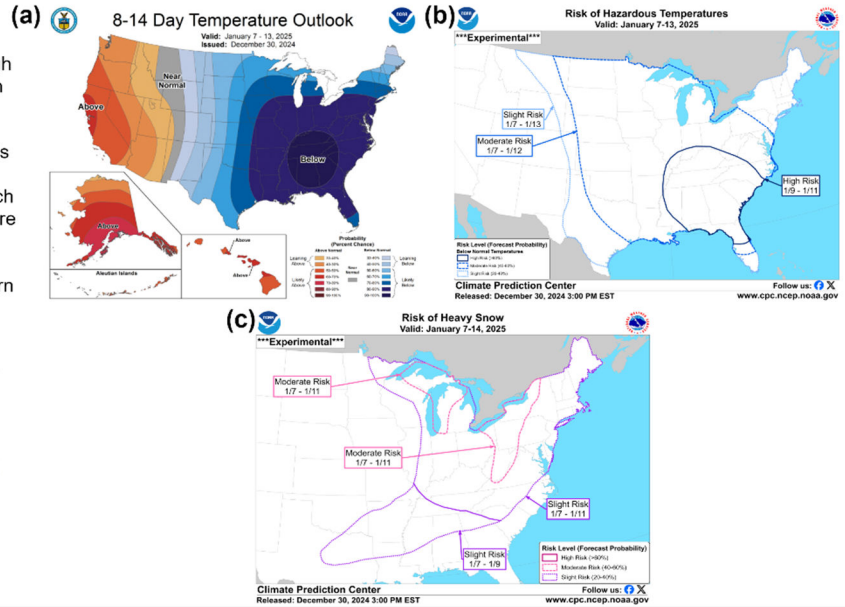 (a)
8-14 Day Temperature Outlook
Valid: January 7 - 13, 2025
Issued: December 30, 2024
Near
Normal
Above
Below
Above
Aleutian Islands
Above
Above
Probability
(Percent Chance)
Above Normal
Below Normal
Leaning
Above
Likely
Above
Near
Normal
Leaning
Below
Likely
Below
(b)
Risk of Hazardous Temperatures
Valid: January 7-13, 2025
***Experimental***
Slight Risk
1/7 - 1/13
Moderate Risk
1/7 - 1/12
High Risk
1/9 - 1/11
Risk Level (Forecast Probability)
Below Normal Temperatures
Climate Prediction Center
Released: December 30, 2024 3:00 PM EST
Follow us:
www.cpc.ncep.noaa.gov
(c)
Risk of Heavy Snow
Valid: January 7-14, 2025
***Experimental***
Moderate Risk
1/7 - 1/11
Moderate Risk
1/7 - 1/11
Slight Risk
1/7 - 1/11
Slight Risk
1/7 - 1/9
Risk Level (Forecast Probability)
High Risk (>60%)
Moderate Risk (40-60%)
Slight Risk (20-40%)
Climate Prediction Center
Released: December 30, 2024 3:00 PM EST
Follow us:
www.cpc.ncep.noaa.gov